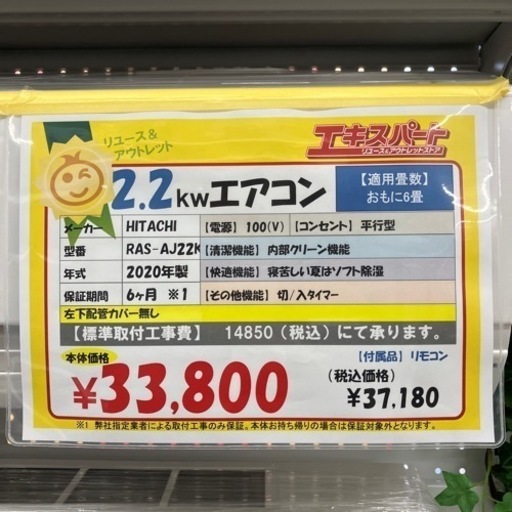 リユース&
アウトレット
エキスパート
リユース&アウトレットストア
2.2kwエアコン
【適用畳数】
おもに6畳
メーカー HITACHI 【電源】 100(V) 【コンセント】 平行型
型番 RAS-AJ22K 【清潔機能】 内部クリーン機能
年式 2020年製 【快適機能】 寝苦しい夏はソフト除湿
保証期間 6ヶ月 ※1 【その他機能】 切/入タイマー
左下配管カバー無し
【標準取付工事費】 14850(税込)にて承ります。
本体価格
¥33,800
【付属品】 リモコン
(税込価格)
¥37,180
※1 弊社指定業者による取付工事のみ保証。本体お持ち帰りの場合は保証対象外となります。